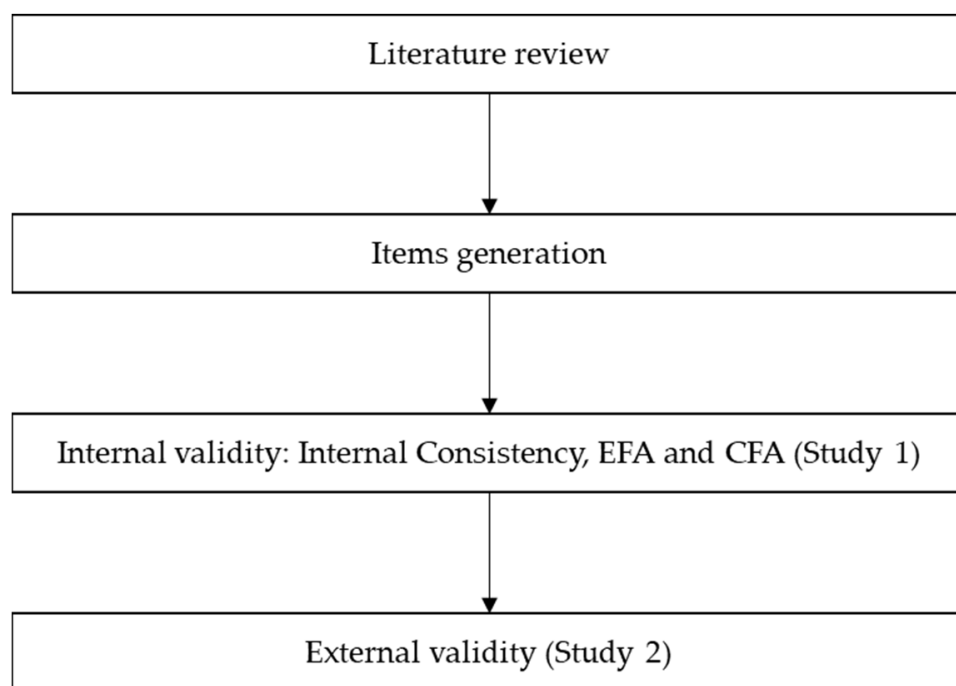 Literature review
Items generation
Internal validity: Internal Consistency, EFA and CFA (Study 1)
External validity (Study 2)